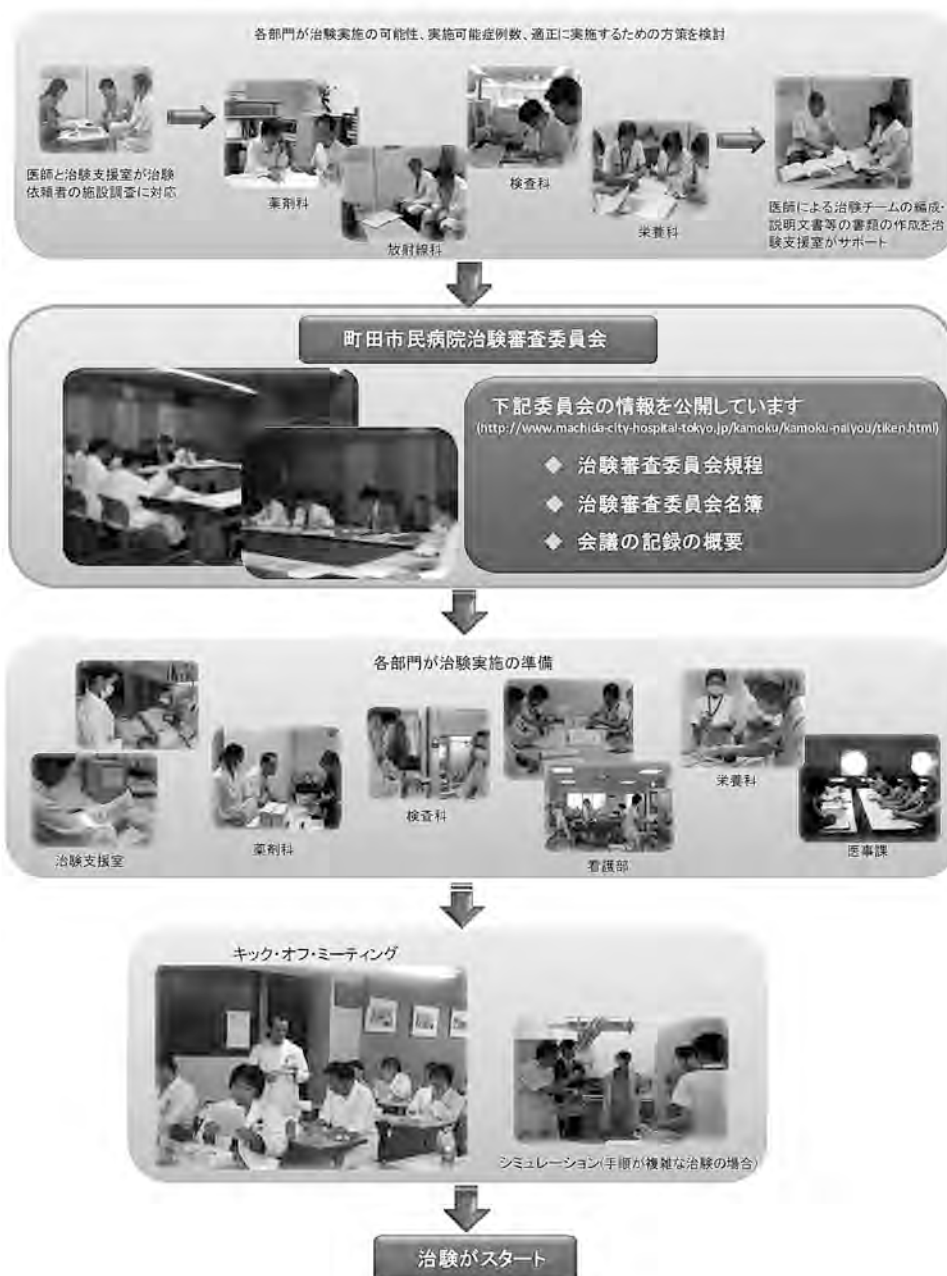 各部門が治験実施の可能性、実施可能症例数、適正に実施するための方策を検討
医師と治験支援室が治験
依頼者の施設調査に対応
薬剤科
放射線科
検査科
栄養科
医師による治験チームの編成・
説明文書等の書類の作成を治
験支援室がサポート
町田市民病院治験審査委員会
下記委員会の情報を公開しています
(http://www.machida-city-hospital-tokyo.jp/kamoku/kamoku-naiyou/tiken.html)
◆ 治験審査委員会規程
◆ 治験審査委員会名簿
◆ 会議の記録の概要
各部門が治験実施の準備
治験支援室
薬剤科
検査科
看護部
栄養科
医事課
キック・オフ・ミーティング
シミュレーション(手順が複雑な治験の場合)
治験がスタート